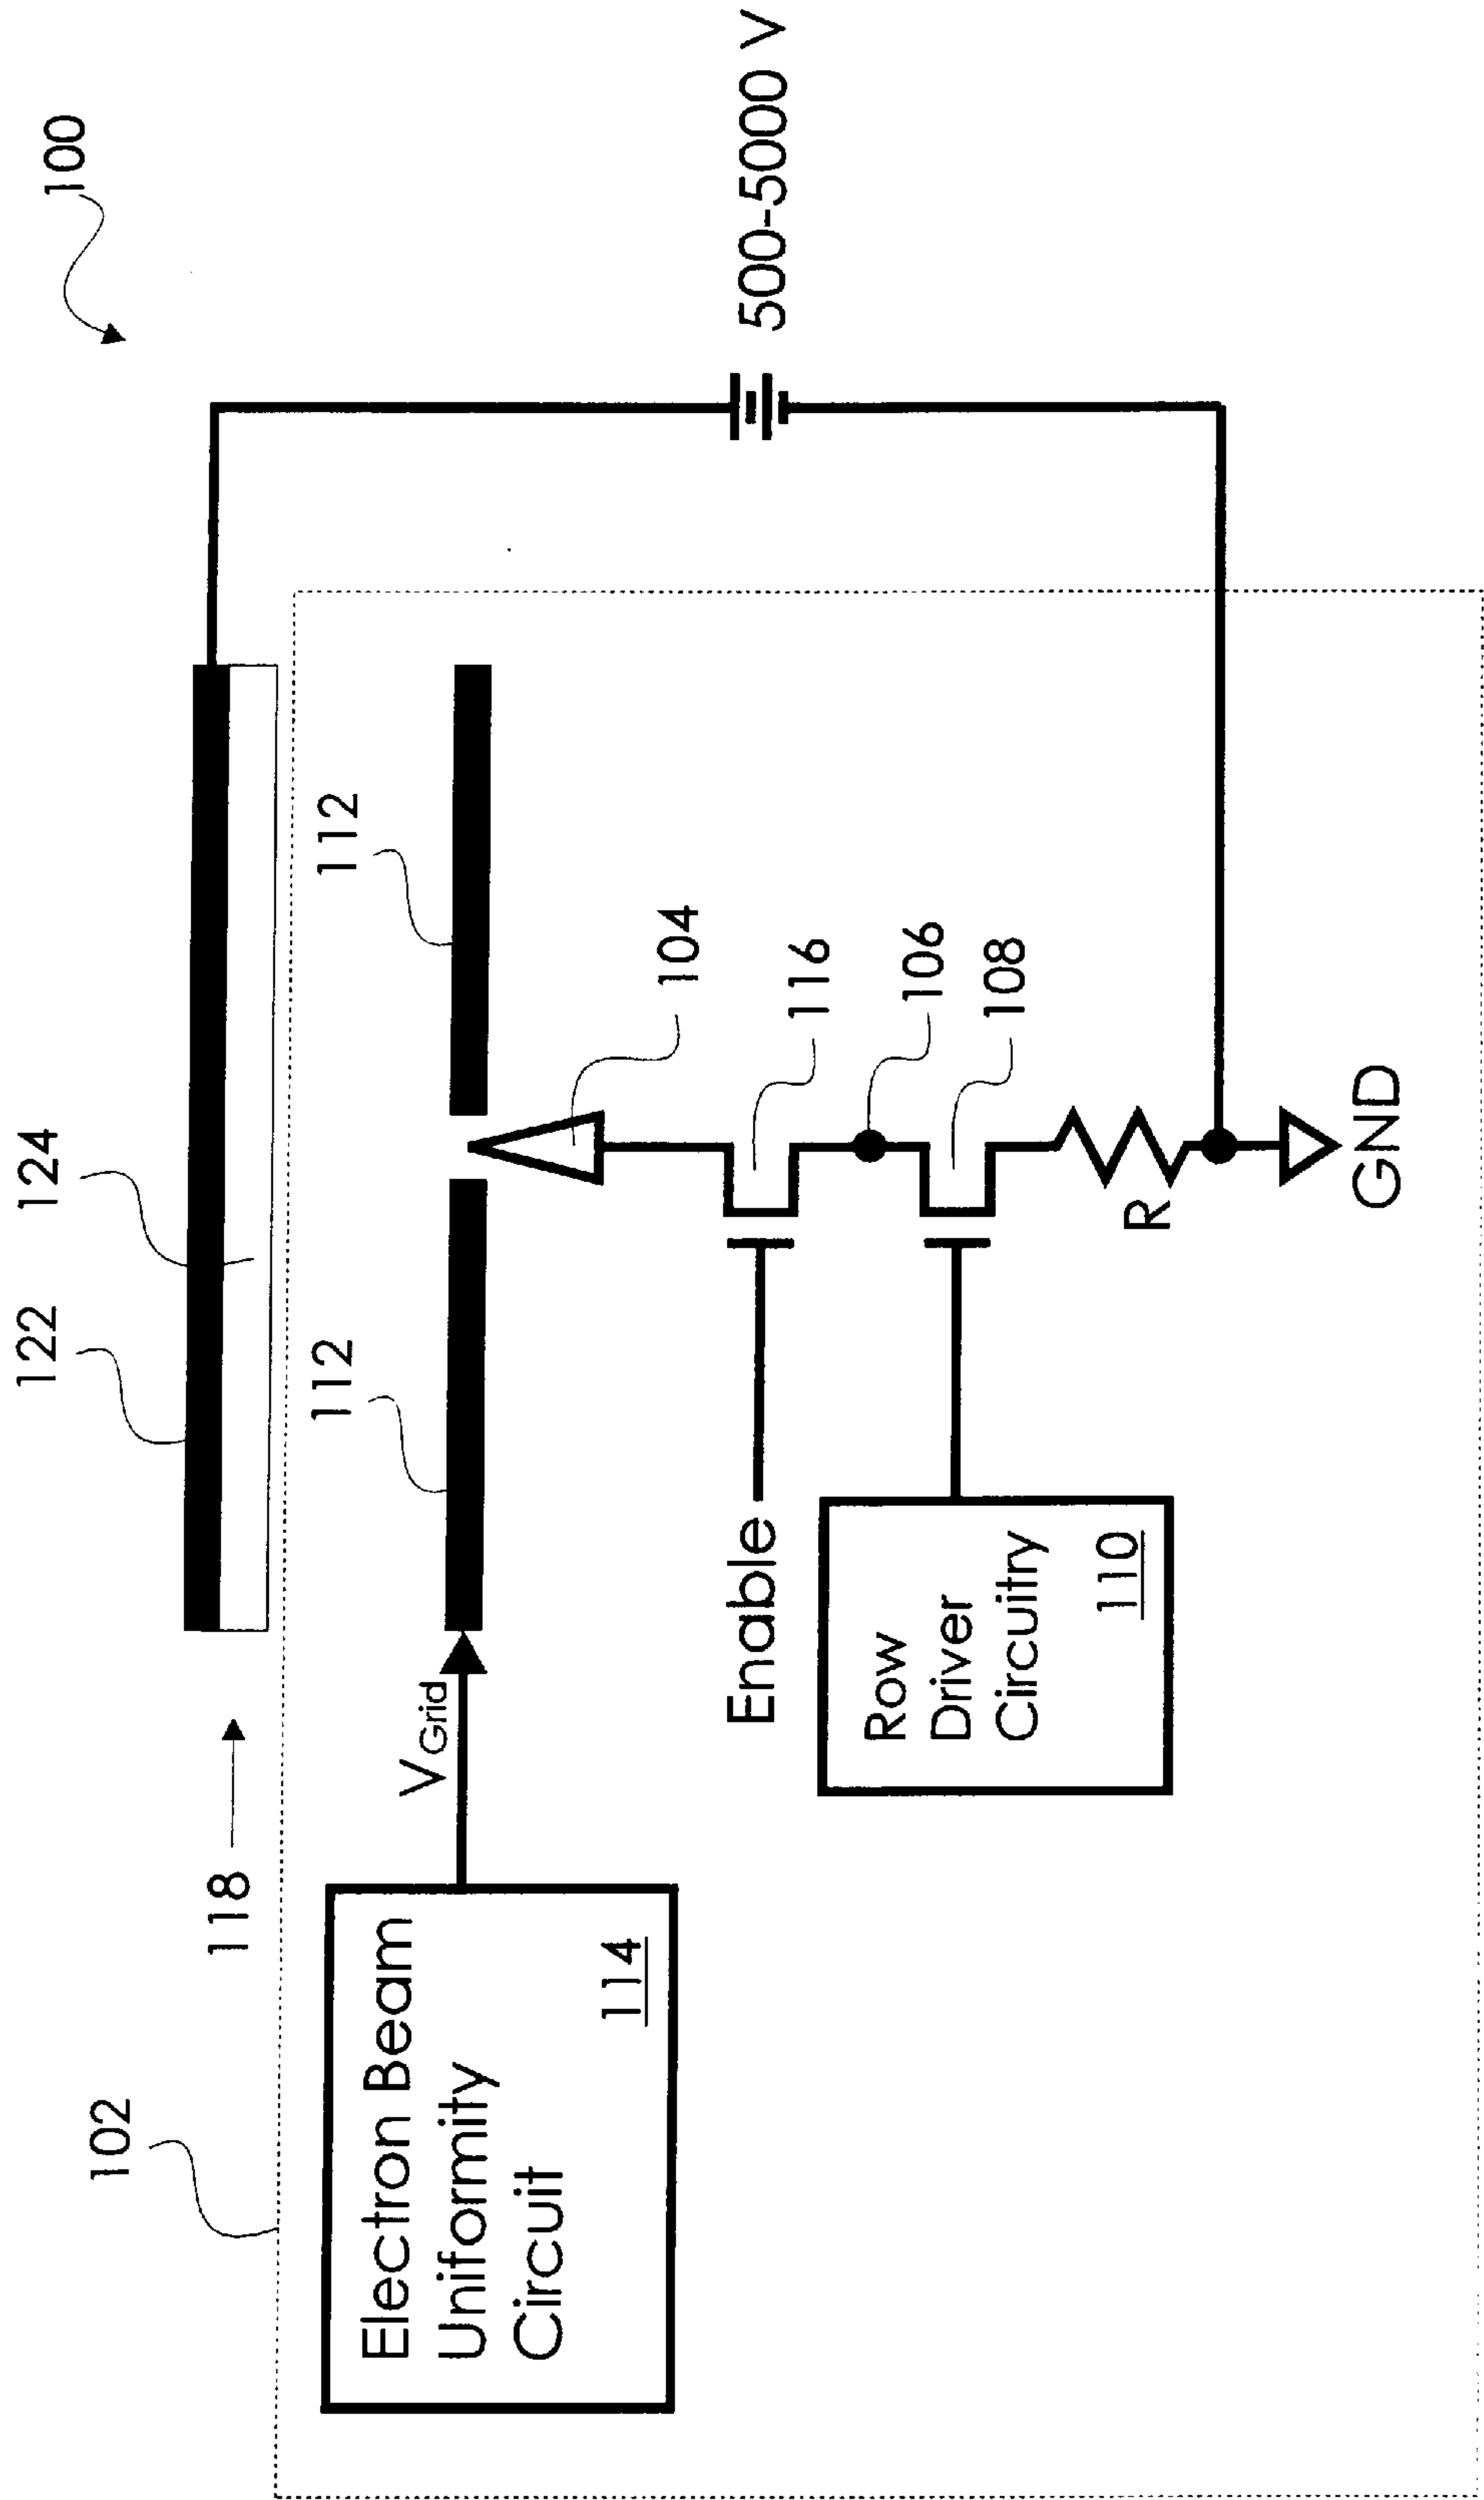 100
122
124
118
102
112
112
V_Grid
Electron Beam
Uniformity
Circuit
114
104
500-5000 V
Enable
116
106
Row
Driver
Circuitry
110
108
R
GND